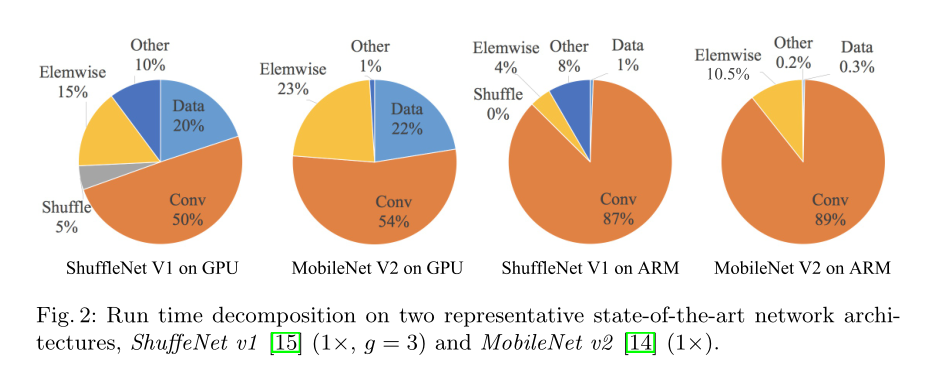 Other
10%
Elemwise
15%
Data
20%
Conv
50%
Shuffle
5%
ShuffleNet V1 on GPU
Other
1%
Elemwise
23%
Data
22%
Conv
54%
MobileNet V2 on GPU
Elemwise
4%
Other
8%
Data
1%
Shuffle
0%
Conv
87%
ShuffleNet V1 on ARM
Other
0.2%
Elemwise
10.5%
Data
0.3%
Conv
89%
MobileNet V2 on ARM
Fig. 2: Run time decomposition on two representative state-of-the-art network archi-
tectures, ShuffeNet v1 [15] (1×, g = 3) and MobileNet v2 [14] (1×).